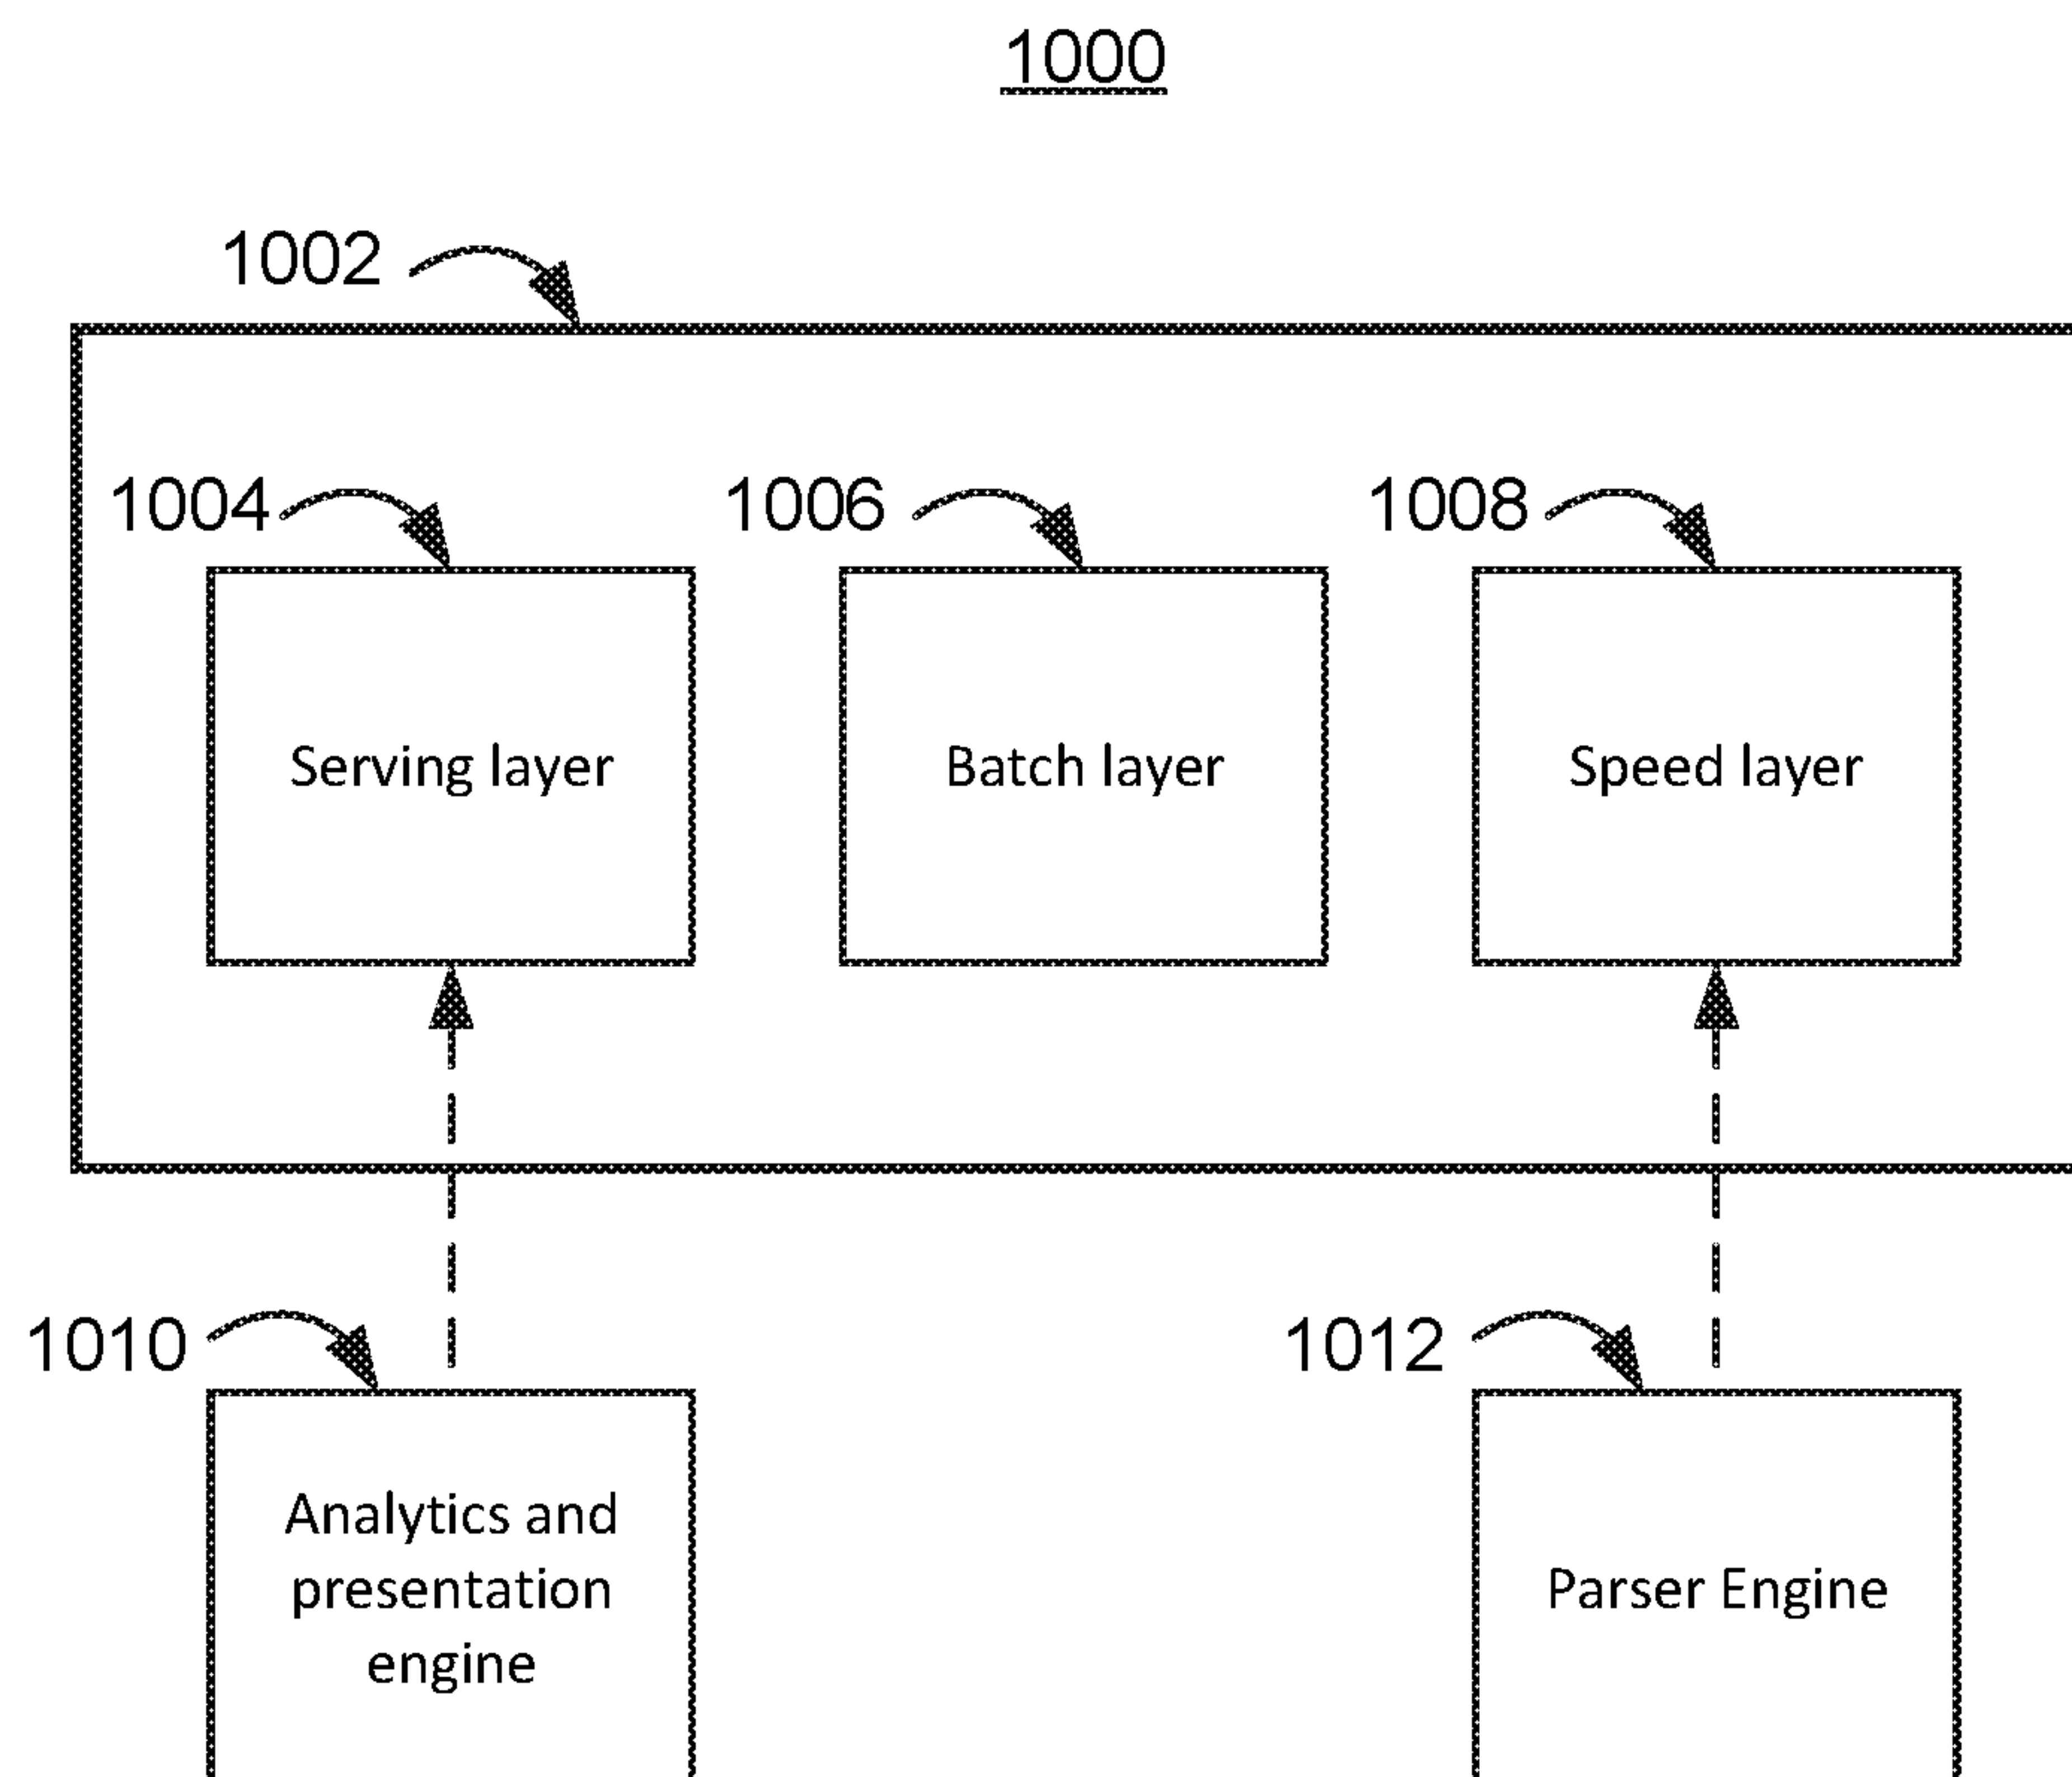 1000
1002
1004
1006
1008
Serving layer
Batch layer
Speed layer
1010
1012
Analytics and
presentation
engine
Parser Engine